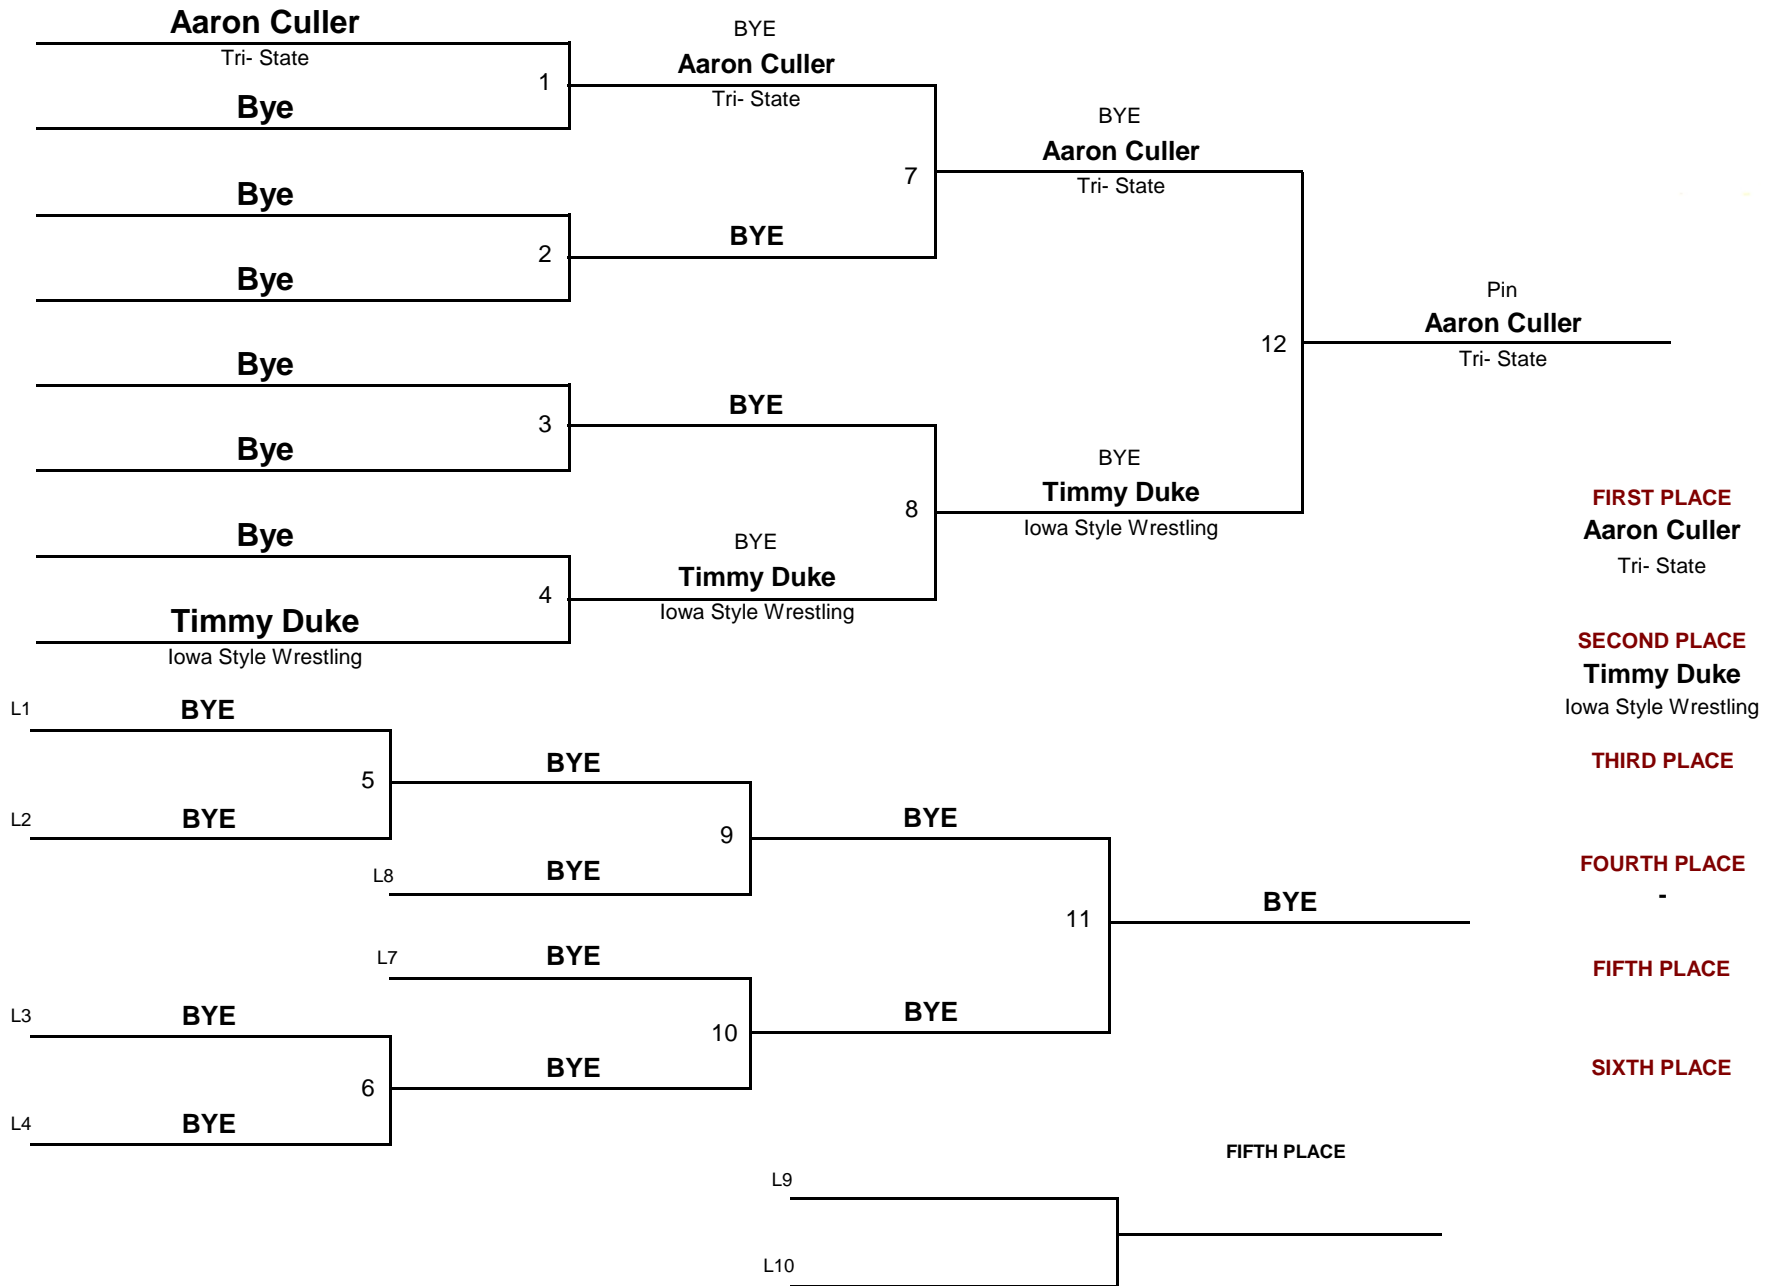 Aaron Culler
Tri- State
1
Bye
BYE
Aaron Culler
Tri- State
Bye
2
Bye
BYE
7
BYE
Aaron Culler
Tri- State
Bye
3
Bye
BYE
Bye
4
Timmy Duke
Iowa Style Wrestling
BYE
Timmy Duke
Iowa Style Wrestling
8
BYE
Timmy Duke
Iowa Style Wrestling
12
Pin
Aaron Culler
Tri- State
FIRST PLACE
Aaron Culler
Tri- State
SECOND PLACE
Timmy Duke
Iowa Style Wrestling
THIRD PLACE
FOURTH PLACE
-
FIFTH PLACE
SIXTH PLACE
L1
BYE
5
L2
BYE
BYE
9
L8
BYE
BYE
11
BYE
L7
BYE
L3
BYE
10
BYE
6
BYE
L4
BYE
FIFTH PLACE
L9
L10